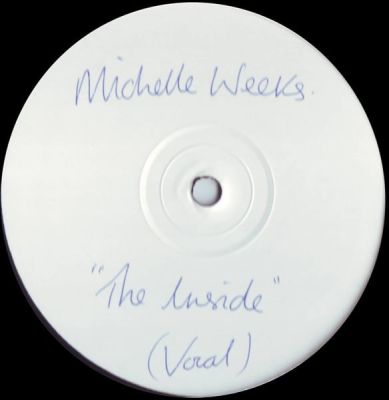 Michelle Weeks.
"The Inside"
(Vocal)